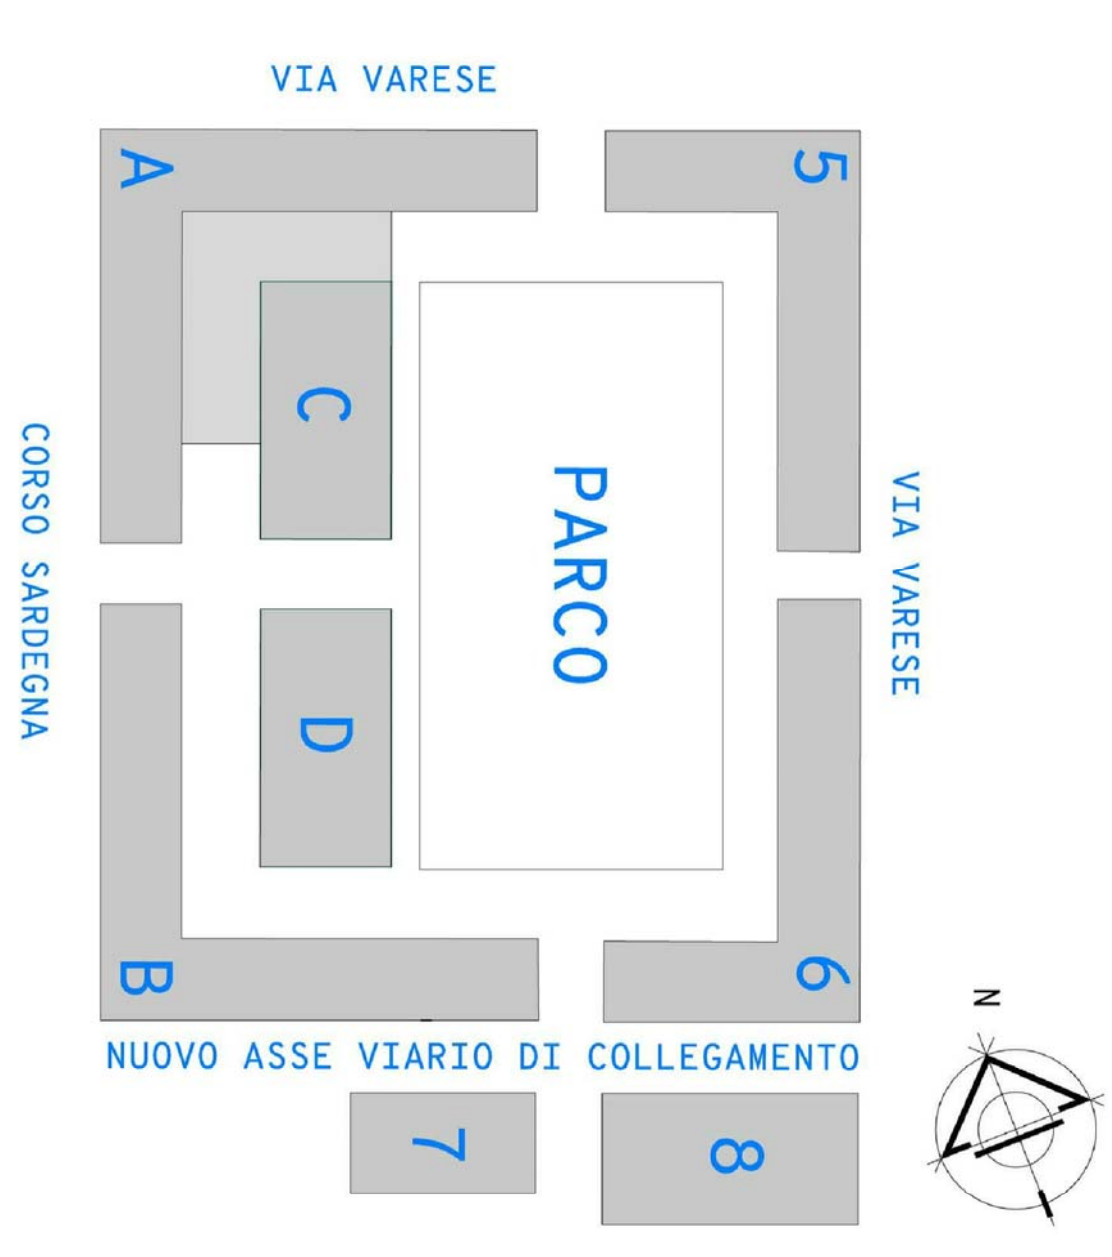 VIA VARESE
A
5
C
CORSO SARDEGNA
PARCO
VIA VARESE
D
B
6
N
NUOVO ASSE VIARIO DI COLLEGAMENTO
7
8